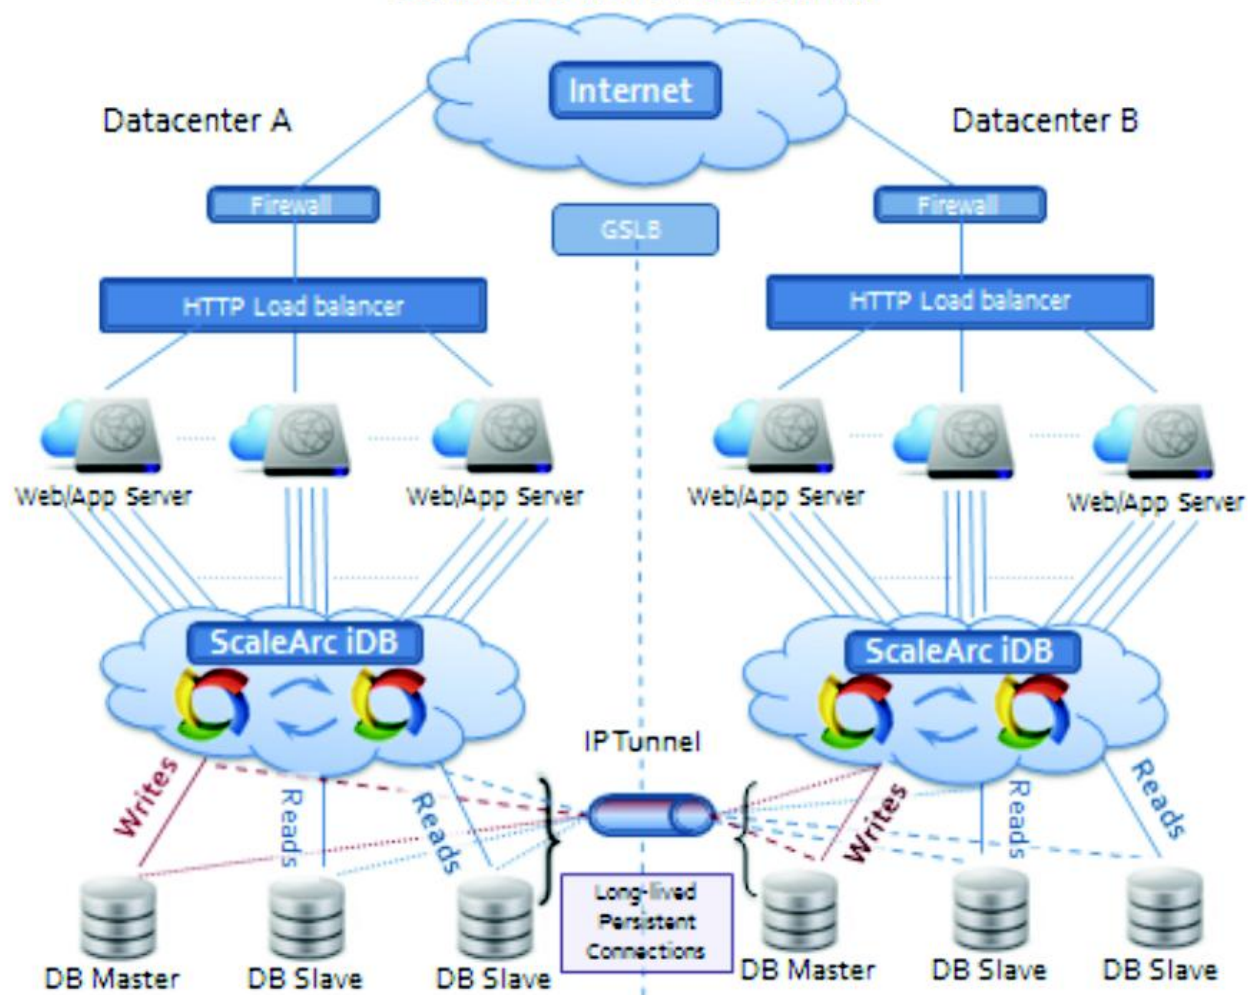 Internet
Datacenter A
Datacenter B
Firewall
GSLB
Firewall
HTTP Load balancer
HTTP Load balancer
Web/App Server
Web/App Server
Web/App Server
Web/App Server
ScaleArc iDB
ScaleArc iDB
IP Tunnel
Writes
Reads
Reads
Writes
Reads
Reads
Long-lived
Persistent
Connections
DB Master
DB Slave
DB Slave
DB Master
DB Slave
DB Slave